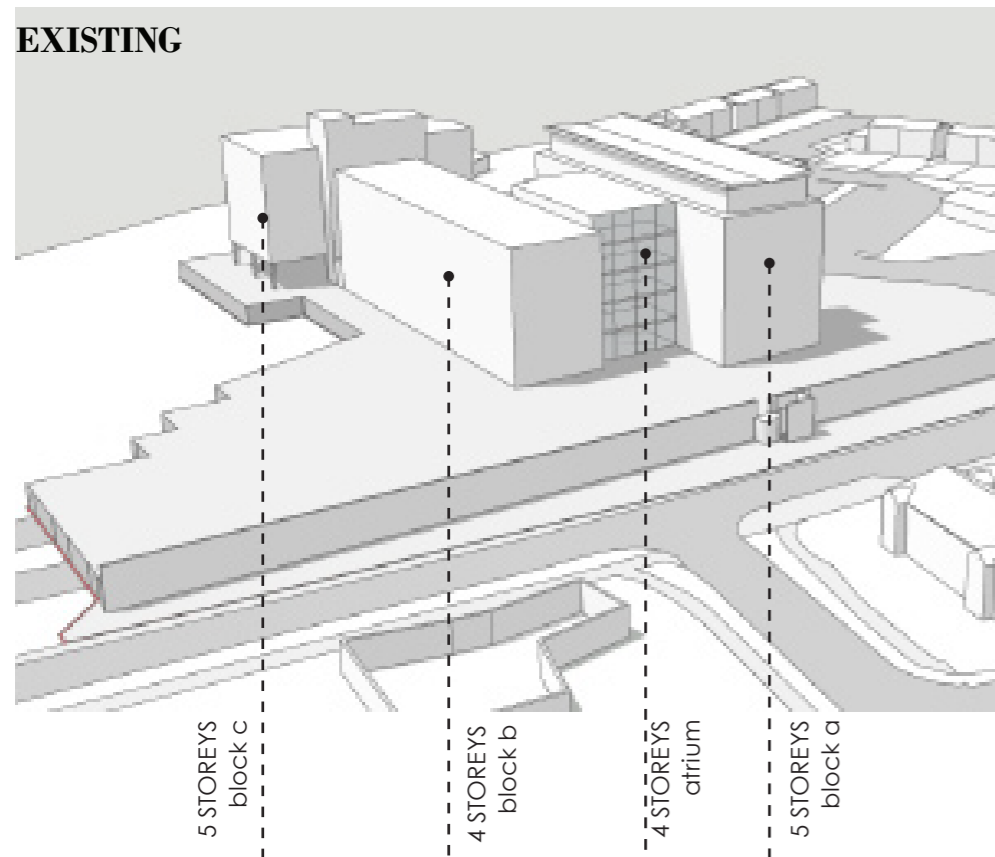 EXISTING
5 STOREYS
block c
4 STOREYS
block b
4 STOREYS
atrium
5 STOREYS
block a